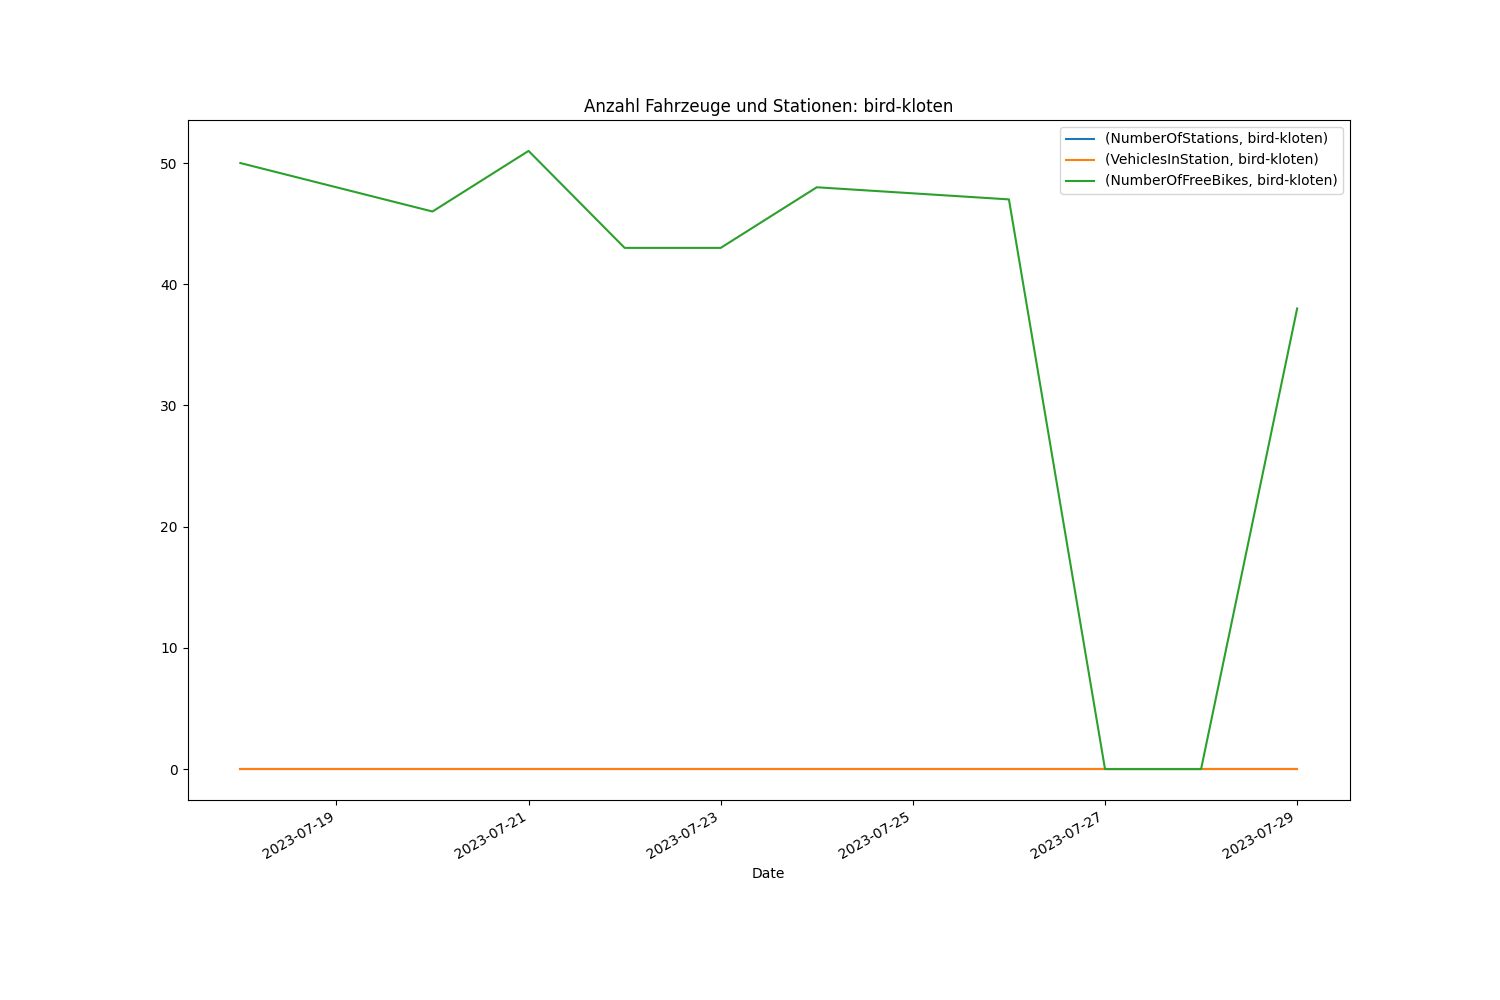 Anzahl Fahrzeuge und Stationen: bird-kloten
(NumberOfStations, bird-kloten)
(VehiclesInStation, bird-kloten)
(NumberOfFreeBikes, bird-kloten)
50
40
30
20
10
0
2023-07-19
2023-07-21
2023-07-23
2023-07-25
2023-07-27
2023-07-29
Date